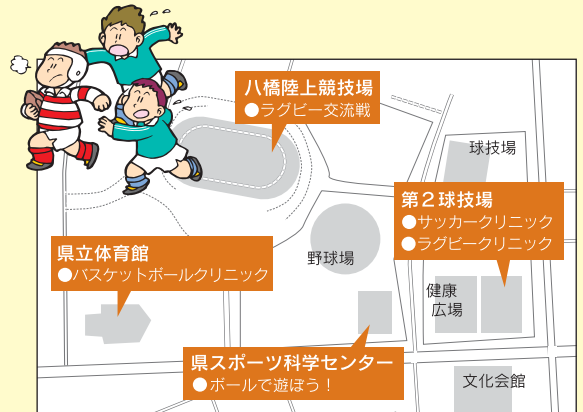 八橋陸上競技場
●ラグビー交流戦
球技場
第2球技場
●サッカークリニック
●ラグビークリニック
県立体育館
●バスケットボールクリニック
野球場
健康
広場
県スポーツ科学センター
●ボールで遊ぼう！
文化会館